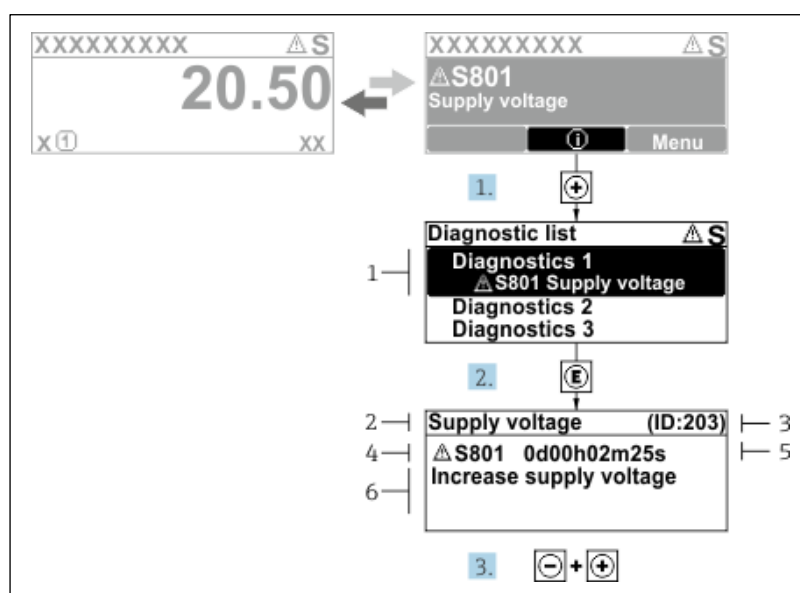 XXXXXXXXX ⚠S
20.50
X① XX
XXXXXXXXX ⚠S
⚠S801
Supply voltage
ⓘ Menu
1. ⊕
Diagnostic list ⚠S
1
Diagnostics 1
⚠S801 Supply voltage
Diagnostics 2
Diagnostics 3
2. Ⓔ
2 Supply voltage (ID:203) 3
4 ⚠S801 0d00h02m25s 5
6 Increase supply voltage
3. ⊖+⊕